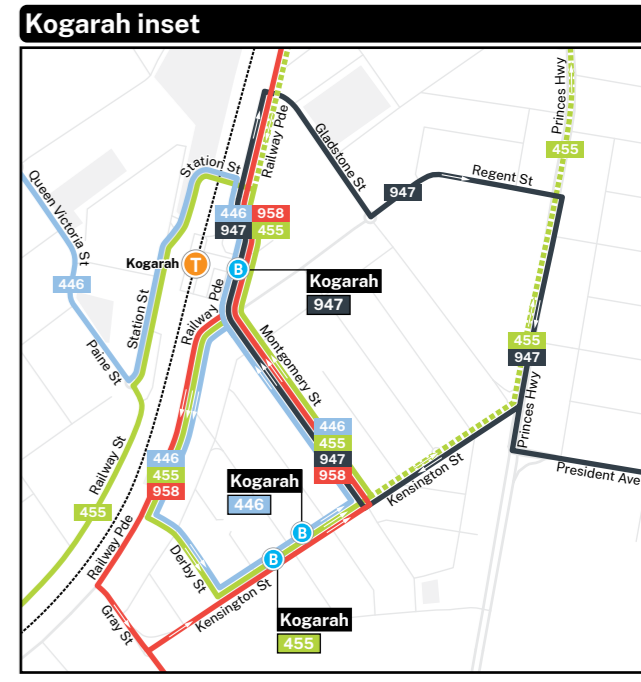 Kogarah inset
Princes Hwy
455
Railway Pde
Gladstone St
Station St
Regent St
947
Queen Victoria St
446 958
947 455
Kogarah T
B
Kogarah
947
446
Station St
Railway Pde
Montgomery St
Paine St
455
947
Princes Hwy
Railway St
446
455
947
958
446
455
958
Kensington St
President Ave
Kogarah
446
B
455
Railway Pde
Derby St
B
Kensington St
Gray St
Kogarah
455